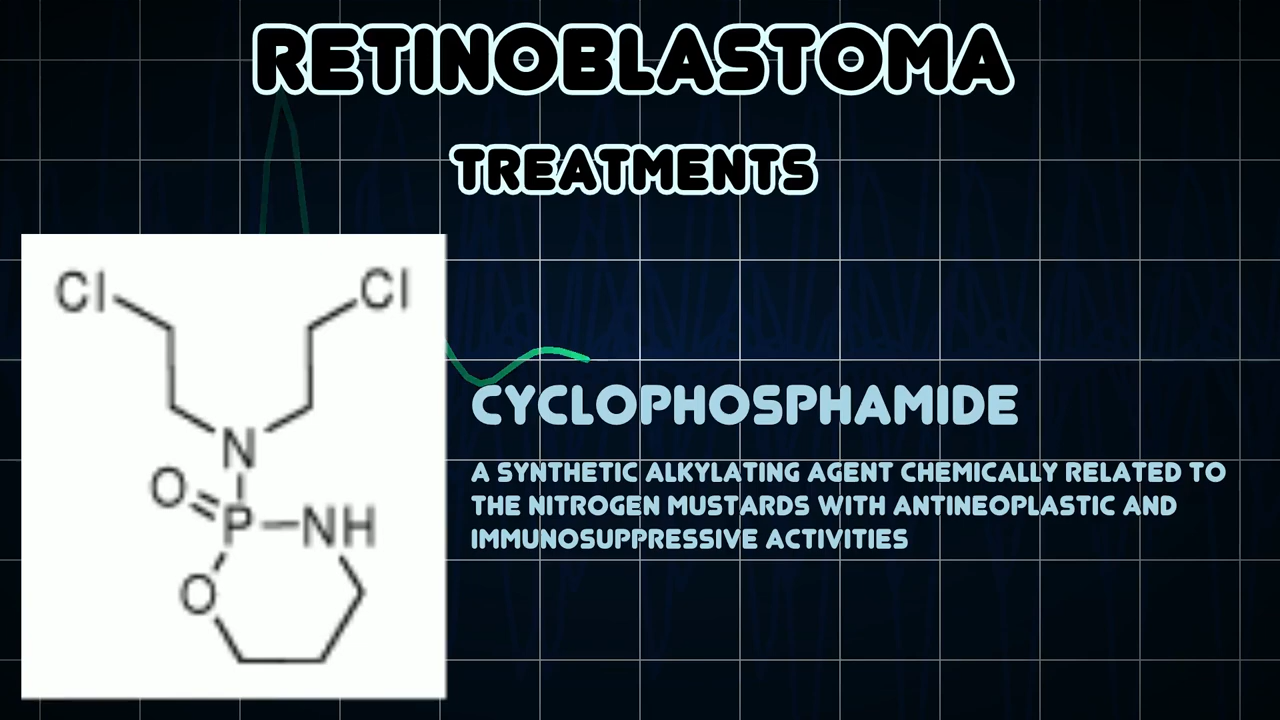 RETINOBLASTOMA
TREATMENTS
Cl Cl
N
O
P NH
O
CYCLOPHOSPHAMIDE
A SYNTHETIC ALKYLATING AGENT CHEMICALLY RELATED TO
THE NITROGEN MUSTARDS WITH ANTINEOPLASTIC AND
IMMUNOSUPPRESSIVE ACTIVITIES